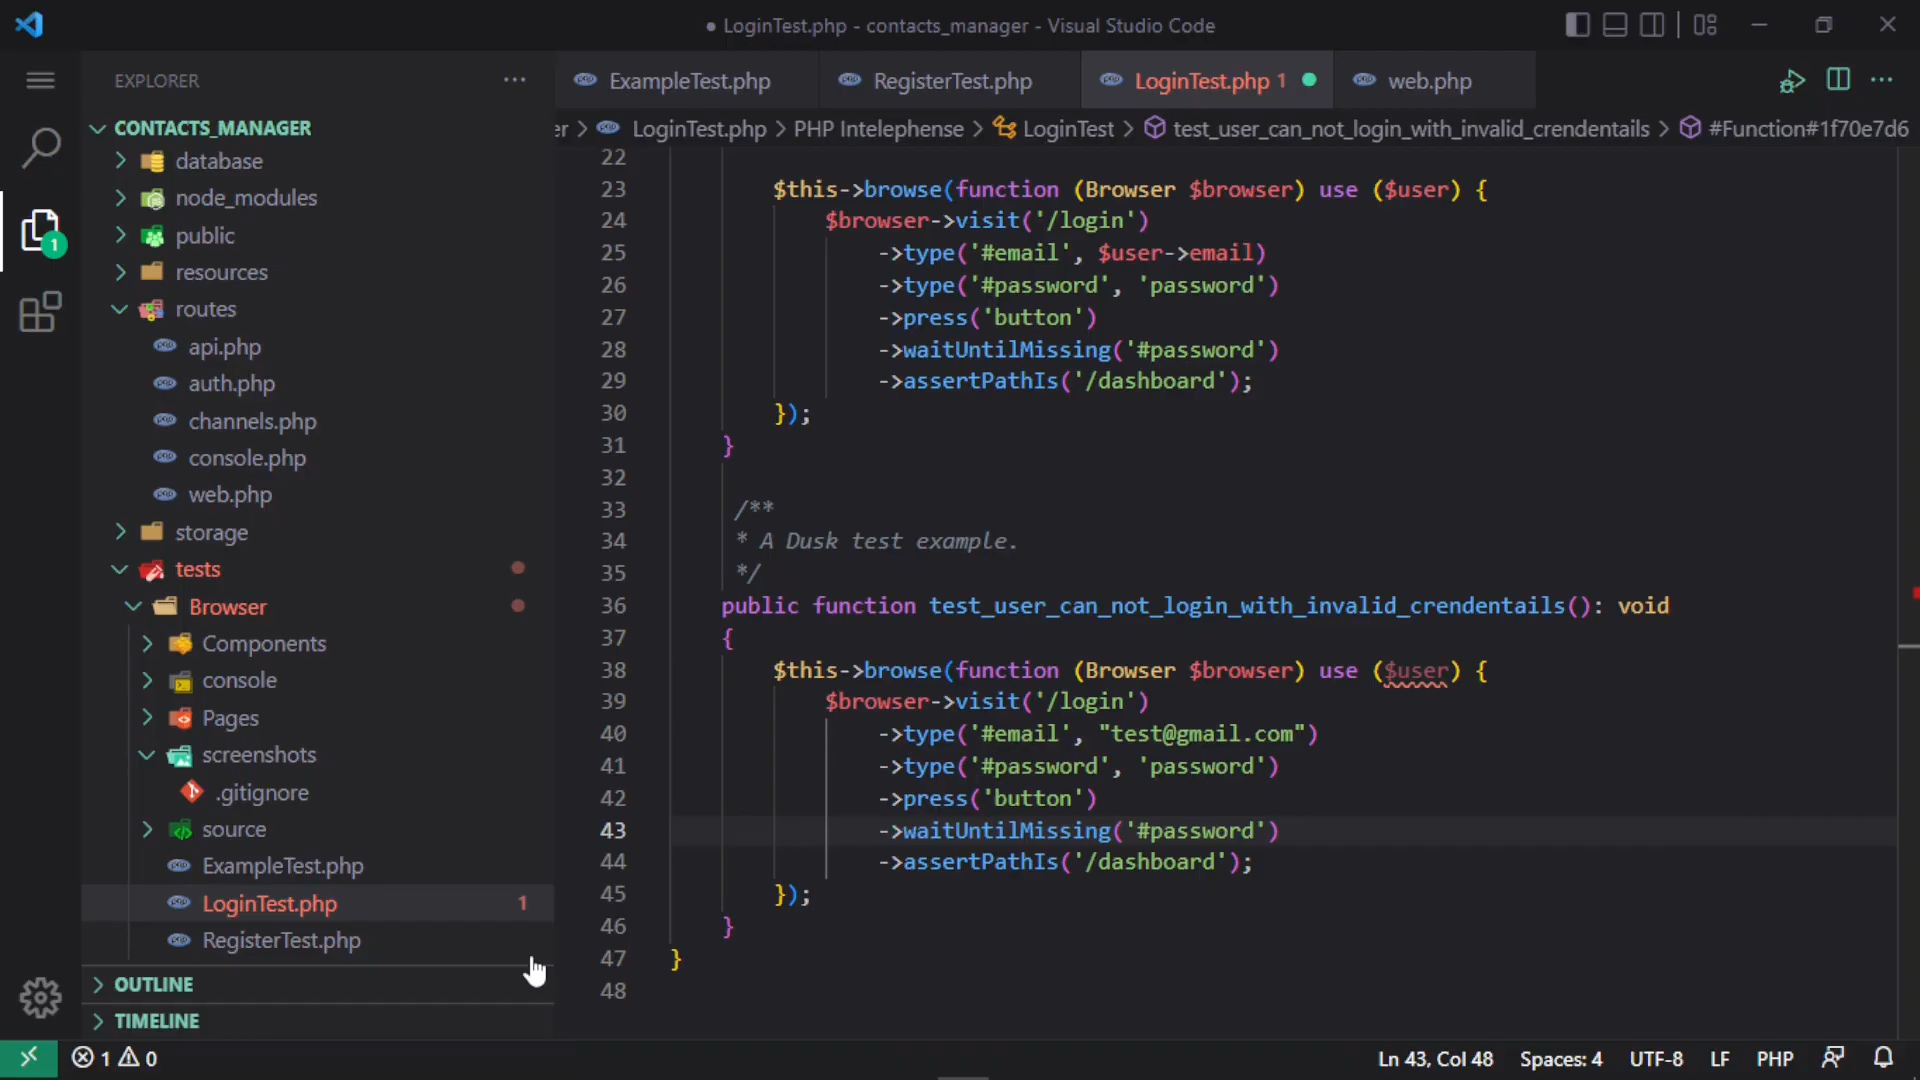 ● LoginTest.php - contacts_manager - Visual Studio Code
EXPLORER
CONTACTS_MANAGER
database
node_modules
public
resources
routes
api.php
auth.php
channels.php
console.php
web.php
storage
tests
Browser
Components
console
Pages
screenshots
.gitignore
source
ExampleTest.php
LoginTest.php 1
RegisterTest.php
OUTLINE
TIMELINE
1
ExampleTest.php RegisterTest.php LoginTest.php 1 web.php
er > LoginTest.php > PHP Intelephense > LoginTest > test_user_can_not_login_with_invalid_crendentails > #Function#1f70e7d6
22
23 $this->browse(function (Browser $browser) use ($user) {
24 $browser->visit('/login')
25 ->type('#email', $user->email)
26 ->type('#password', 'password')
27 ->press('button')
28 ->waitUntilMissing('#password')
29 ->assertPathIs('/dashboard');
30 });
31 }
32
33 /**
34 * A Dusk test example.
35 */
36 public function test_user_can_not_login_with_invalid_crendentails(): void
37 {
38 $this->browse(function (Browser $browser) use ($user) {
39 $browser->visit('/login')
40 ->type('#email', "test@gmail.com")
41 ->type('#password', 'password')
42 ->press('button')
43 ->waitUntilMissing('#password')
44 ->assertPathIs('/dashboard');
45 });
46 }
47 }
48
1 0
Ln 43, Col 48 Spaces: 4 UTF-8 LF PHP